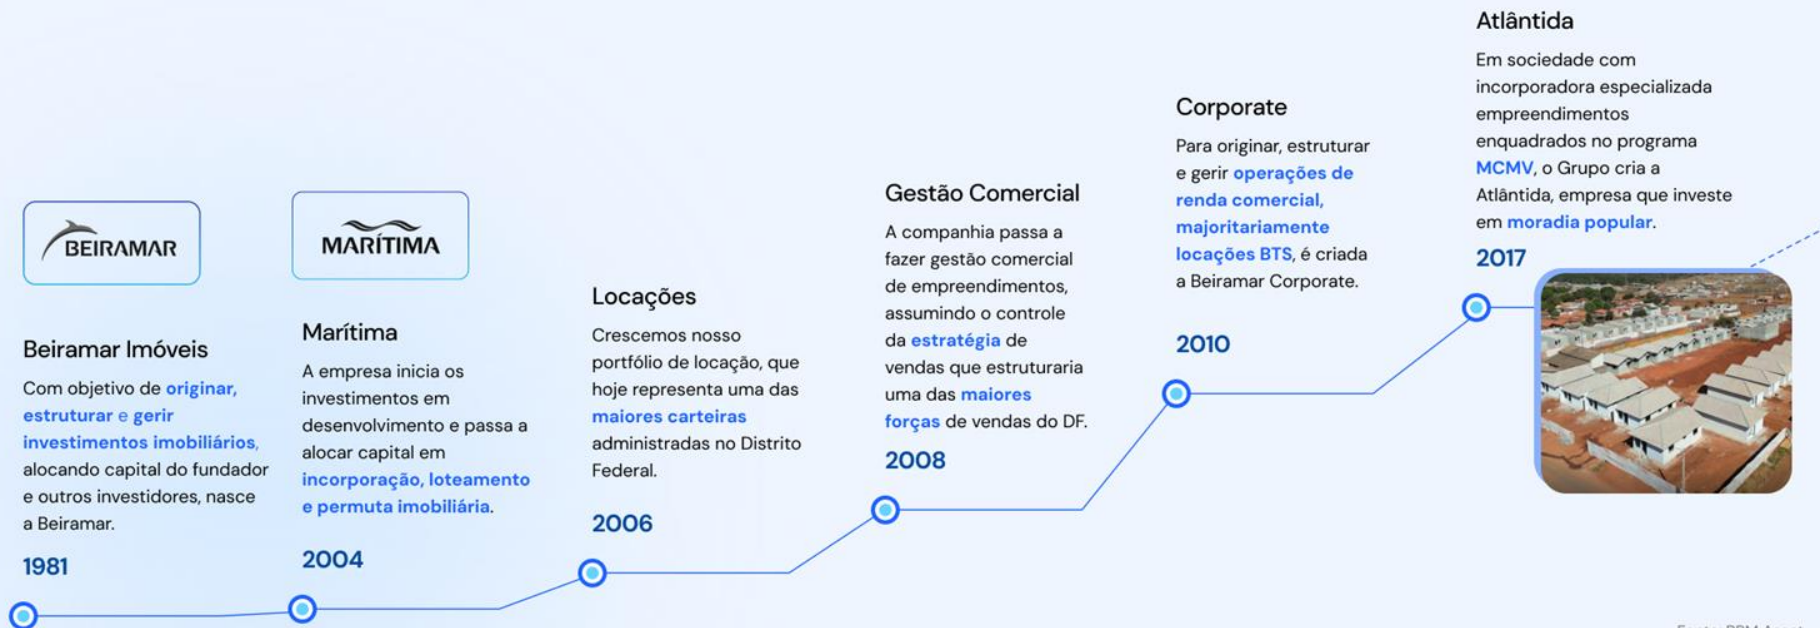 BEIRAMAR
Beiramar Imóveis
Com objetivo de originar,
estruturar e gerir
investimentos imobiliários,
alocando capital do fundador
e outros investidores, nasce
a Beiramar.
1981
MARÍTIMA
Marítima
A empresa inicia os
investimentos em
desenvolvimento e passa a
alocar capital em
incorporação, loteamento
e permuta imobiliária.
2004
Locações
Crescemos nosso
portfólio de locação, que
hoje representa uma das
maiores carteiras
administradas no Distrito
Federal.
2006
Gestão Comercial
A companhia passa a
fazer gestão comercial
de empreendimentos,
assumindo o controle
da estratégia de
vendas que estruturaria
uma das maiores
forças de vendas do DF.
2008
Corporate
Para originar, estruturar
e gerir operações de
renda comercial,
majoritariamente
locações BTS, é criada
a Beiramar Corporate.
2010
Atlântida
Em sociedade com
incorporadora especializada
empreendimentos
enquadrados no programa
MCMV, o Grupo cria a
Atlântida, empresa que investe
em moradia popular.
2017